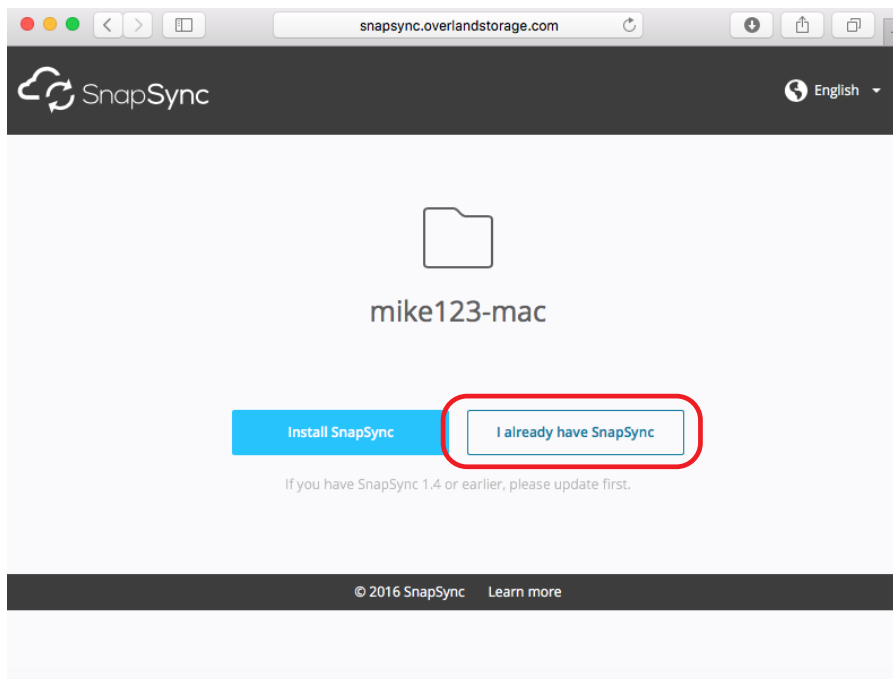 snapsync.overlandstorage.com
SnapSync
English
mike123-mac
Install SnapSync
I already have SnapSync
If you have SnapSync 1.4 or earlier, please update first.
© 2016 SnapSync Learn more